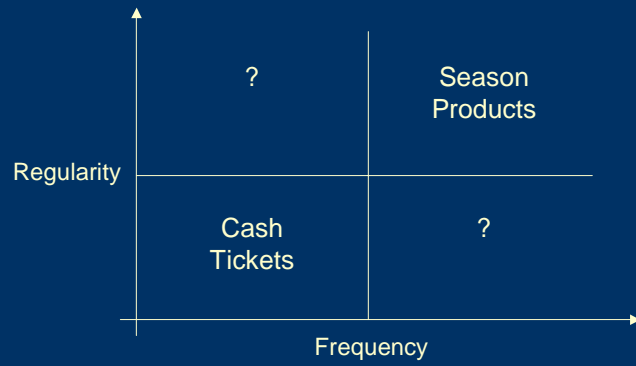 ?
Season
Products
Regularity
Cash
Tickets
?
Frequency